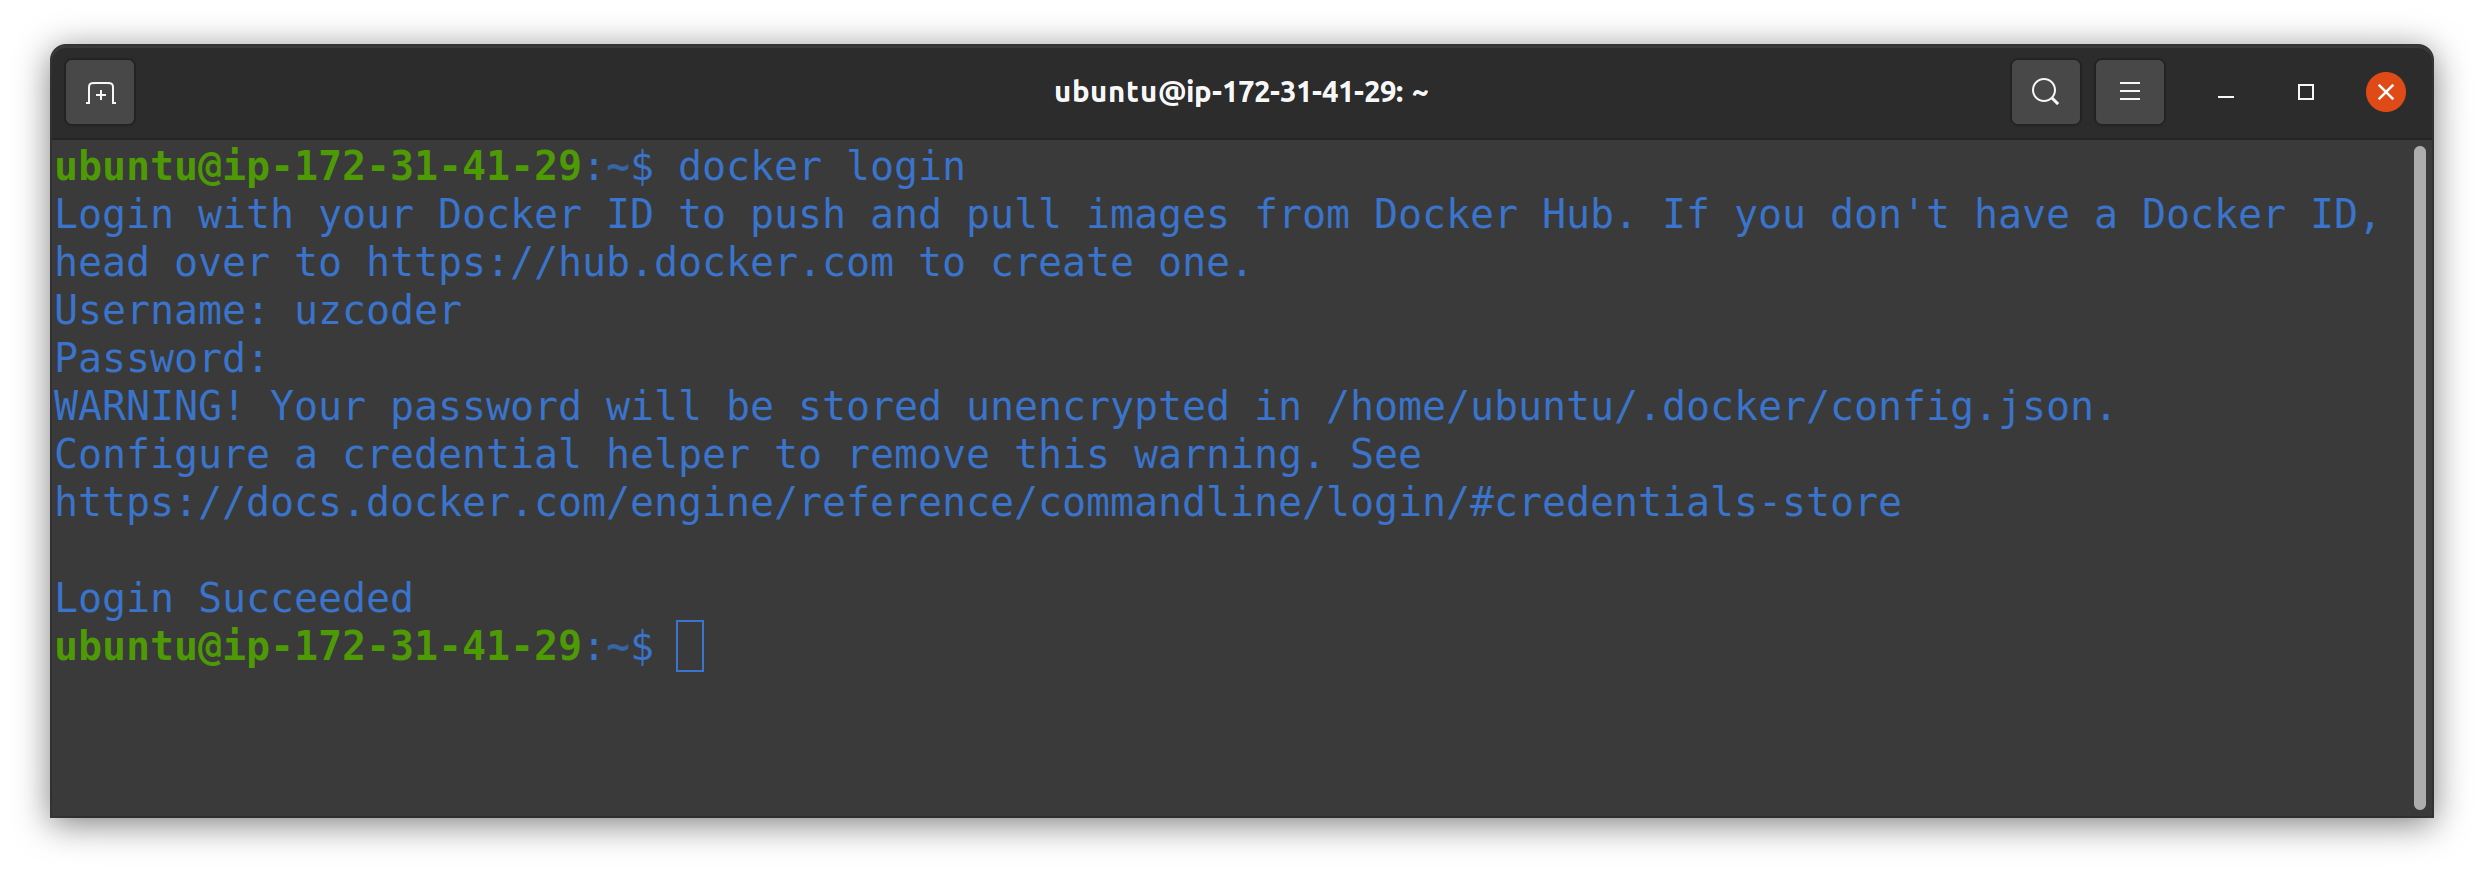 ubuntu@ip-172-31-41-29: ~
ubuntu@ip-172-31-41-29:~$ docker login
Login with your Docker ID to push and pull images from Docker Hub. If you don't have a Docker ID,
head over to https://hub.docker.com to create one.
Username: uzcoder
Password:
WARNING! Your password will be stored unencrypted in /home/ubuntu/.docker/config.json.
Configure a credential helper to remove this warning. See
https://docs.docker.com/engine/reference/commandline/login/#credentials-store
Login Succeeded
ubuntu@ip-172-31-41-29:~$